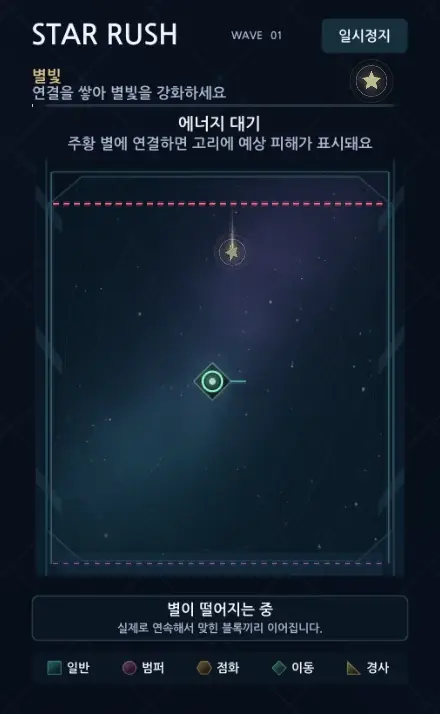 STAR RUSH
WAVE 01
일시정지
별빛
연결을 쌓아 별빛을 강화하세요
에너지 대기
주황 별에 연결하면 고리에 예상 피해가 표시돼요
별이 떨어지는 중
실제로 연속해서 맞힌 블록끼리 이어집니다.
일반
범퍼
점화
이동
경사